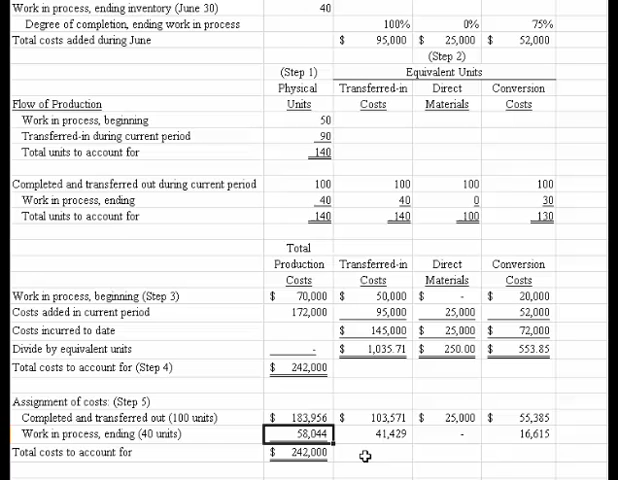 Work in process, ending inventory (June 30) 40
Degree of completion, ending work in process 100% 0% 75%
Total costs added during June $ 95,000 $ 25,000 $ 52,000
(Step 2)
(Step 1) Equivalent Units
Physical Transferred-in Direct Conversion
Flow of Production Units Costs Materials Costs
Work in process, beginning 50
Transferred-in during current period 90
Total units to account for 140
Completed and transferred out during current period 100 100 100 100
Work in process, ending 40 40 0 30
Total units to account for 140 140 100 130
Total
Production Transferred-in Direct Conversion
Costs Costs Materials Costs
Work in process, beginning (Step 3) $ 70,000 $ 50,000 $ - $ 20,000
Costs added in current period 172,000 95,000 25,000 52,000
Costs incurred to date $ 145,000 $ 25,000 $ 72,000
Divide by equivalent units - $ 1,035.71 $ 250.00 $ 553.85
Total costs to account for (Step 4) $ 242,000
Assignment of costs: (Step 5)
Completed and transferred out (100 units) $ 183,956 $ 103,571 $ 25,000 $ 55,385
Work in process, ending (40 units) 58,044 41,429 - 16,615
Total costs to account for $ 242,000